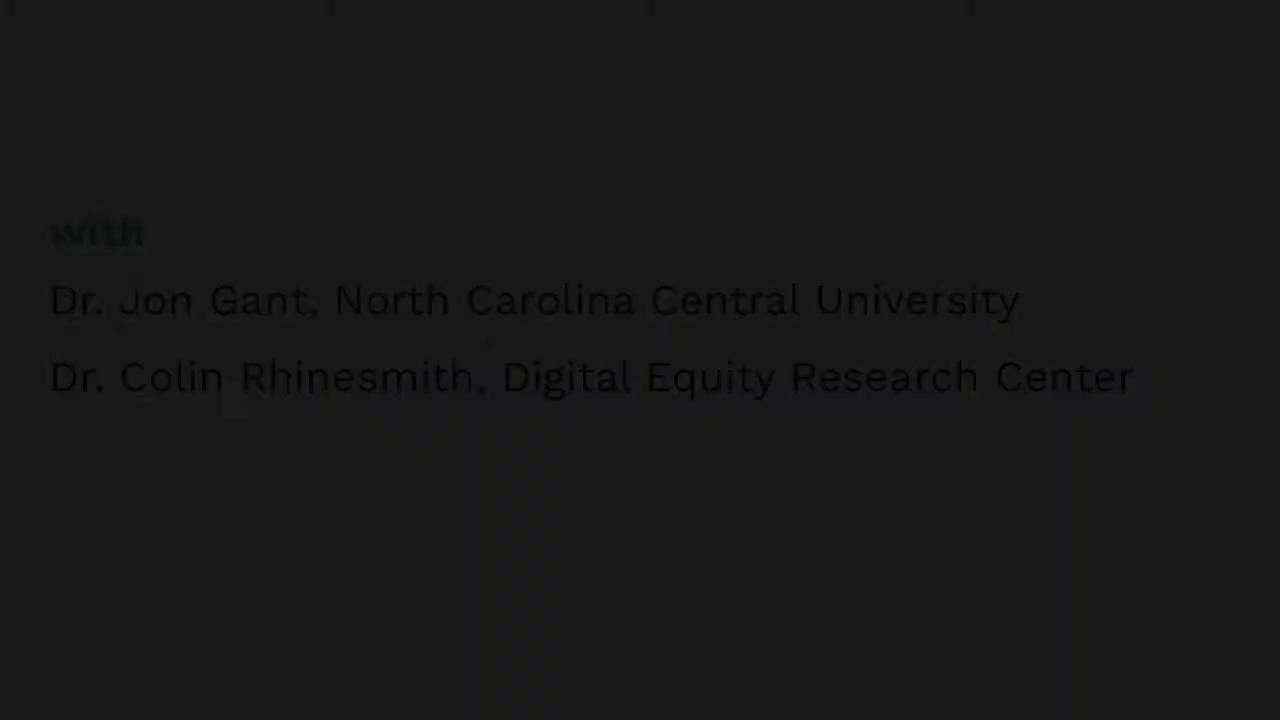 with
Dr. Jon Gant, North Carolina Central University
Dr. Colin Rhinesmith, Digital Equity Research Center